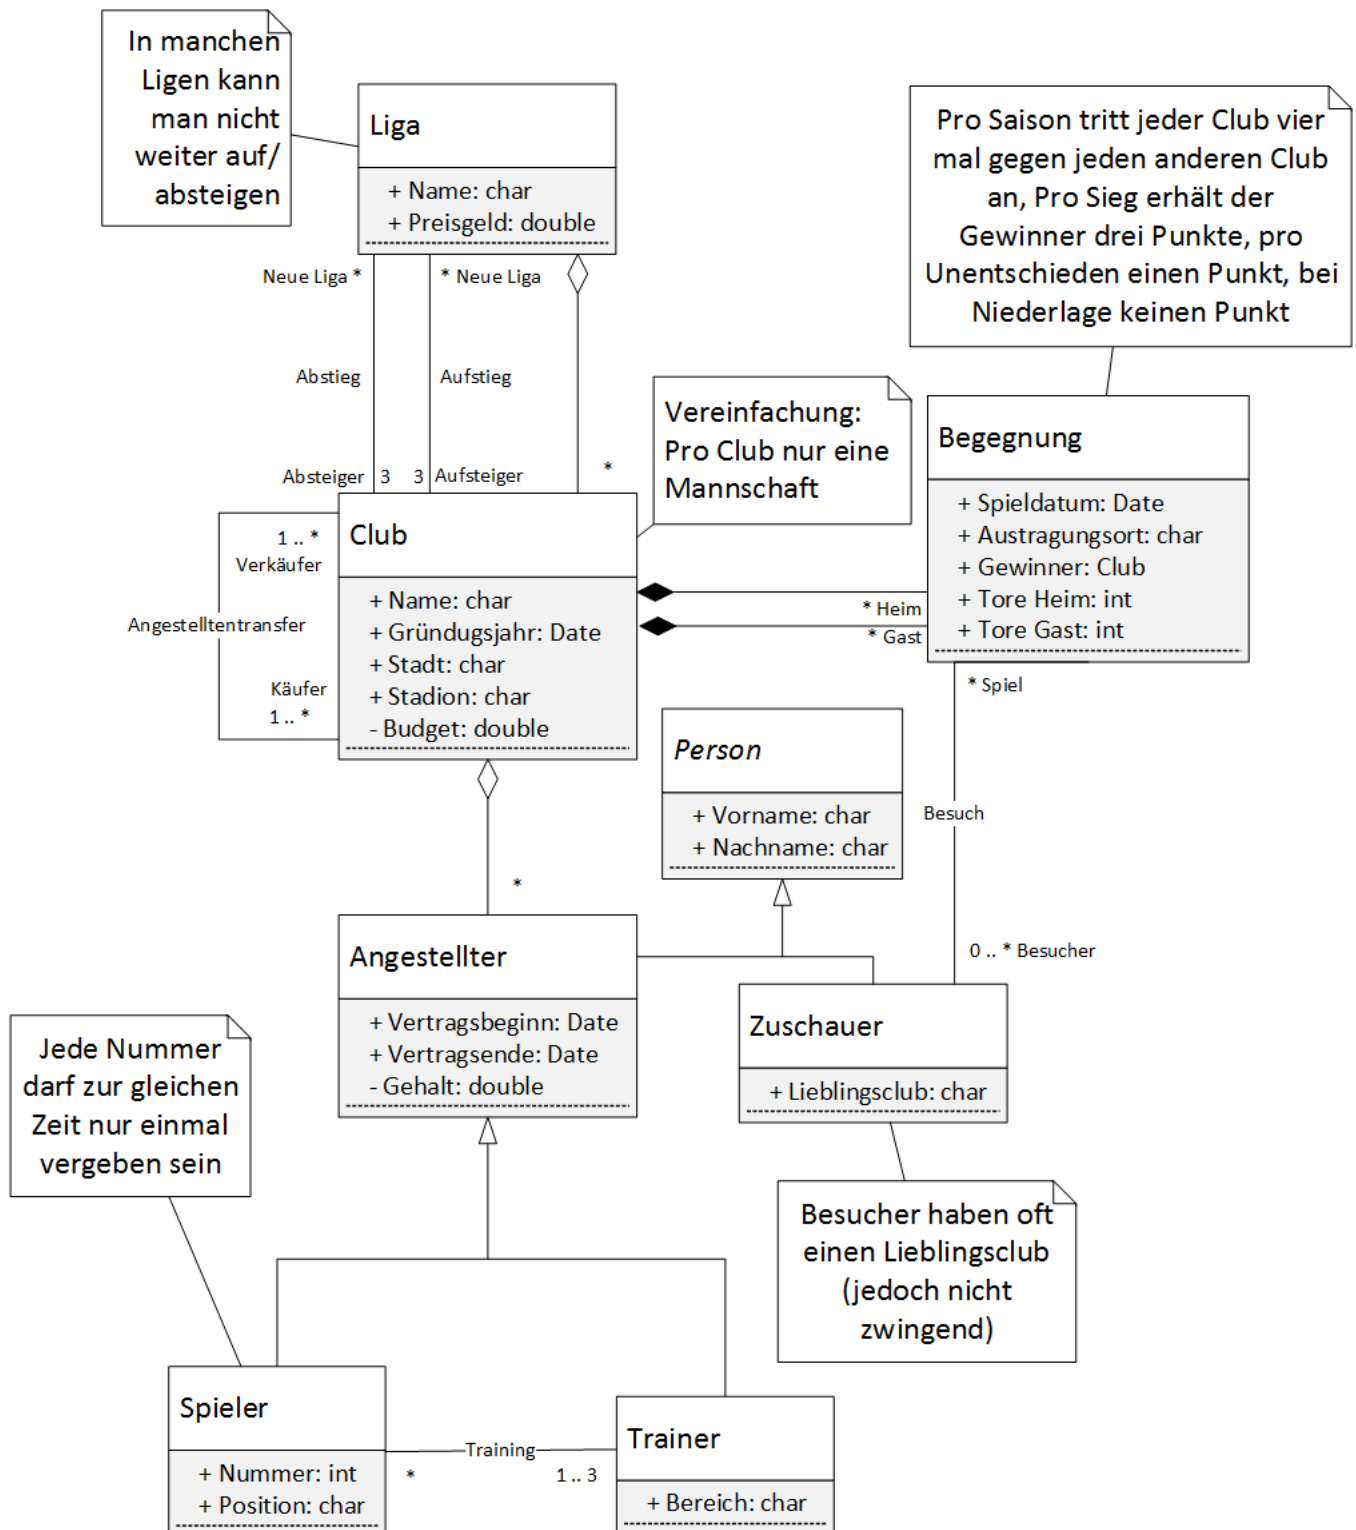 In manchen
Ligen kann
man nicht
weiter auf/
absteigen
Liga
+ Name: char
+ Preisgeld: double
Pro Saison tritt jeder Club vier
mal gegen jeden anderen Club
an, Pro Sieg erhält der
Gewinner drei Punkte, pro
Unentschieden einen Punkt, bei
Niederlage keinen Punkt
Neue Liga *
* Neue Liga
Abstieg
Aufstieg
Absteiger 3
3 Aufsteiger
*
Vereinfachung:
Pro Club nur eine
Mannschaft
Begegnung
+ Spieldatum: Date
+ Austragungsort: char
+ Gewinner: Club
+ Tore Heim: int
+ Tore Gast: int
Club
+ Name: char
+ Gründugsjahr: Date
+ Stadt: char
+ Stadion: char
- Budget: double
1 .. *
Verkäufer
Angestelltentransfer
Käufer
1 .. *
* Heim
* Gast
* Spiel
Besuch
0 .. * Besucher
Person
+ Vorname: char
+ Nachname: char
*
Angestellter
+ Vertragsbeginn: Date
+ Vertragsende: Date
- Gehalt: double
Zuschauer
+ Lieblingsclub: char
Jede Nummer
darf zur gleichen
Zeit nur einmal
vergeben sein
Besucher haben oft
einen Lieblingsclub
(jedoch nicht
zwingend)
Spieler
+ Nummer: int
+ Position: char
Training
*
1 .. 3
Trainer
+ Bereich: char